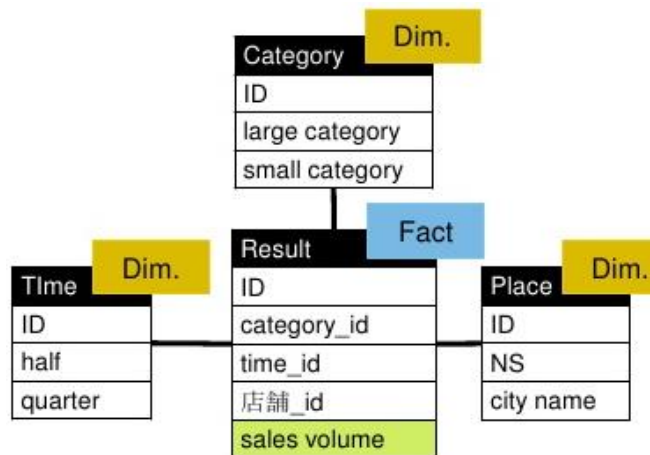 Category
Dim.
ID
large category
small category
Result
Fact
ID
category_id
time_id
店舗_id
sales volume
TIme
Dim.
ID
half
quarter
Place
Dim.
ID
NS
city name